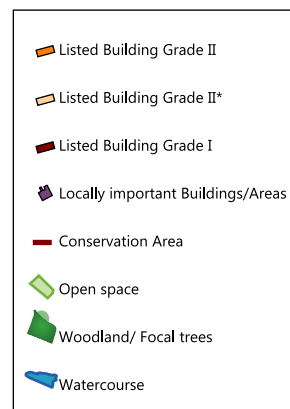 Listed Building Grade II
Listed Building Grade II*
Listed Building Grade I
Locally important Buildings/Areas
Conservation Area
Open space
Woodland/ Focal trees
Watercourse